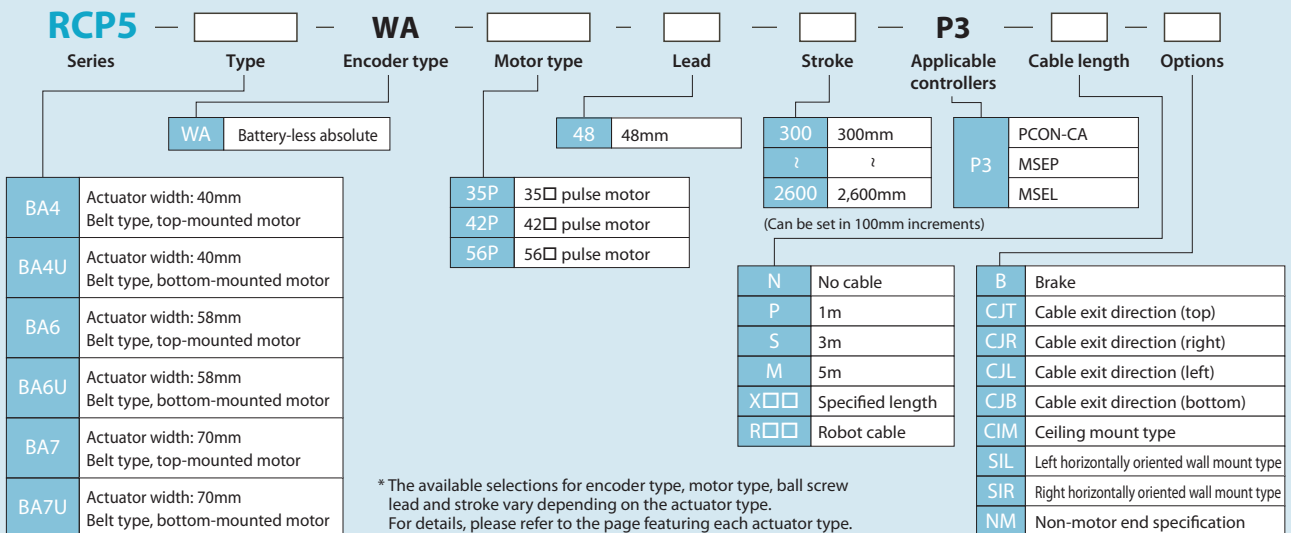 RCP5 — □ — WA — □ — □ — □ — P3 — □ — □
Series Type Encoder type Motor type Lead Stroke Applicable controllers Cable length Options
WA Battery-less absolute
48 48mm
300 300mm
~ ~
2600 2,600mm
(Can be set in 100mm increments)
P3
PCON-CA
MSEP
MSEL
BA4
Actuator width: 40mm
Belt type, top-mounted motor
BA4U
Actuator width: 40mm
Belt type, bottom-mounted motor
BA6
Actuator width: 58mm
Belt type, top-mounted motor
BA6U
Actuator width: 58mm
Belt type, bottom-mounted motor
BA7
Actuator width: 70mm
Belt type, top-mounted motor
BA7U
Actuator width: 70mm
Belt type, bottom-mounted motor
35P 35□ pulse motor
42P 42□ pulse motor
56P 56□ pulse motor
N No cable
P 1m
S 3m
M 5m
X□□ Specified length
R□□ Robot cable
B Brake
CJT Cable exit direction (top)
CJR Cable exit direction (right)
CJL Cable exit direction (left)
CJB Cable exit direction (bottom)
CIM Ceiling mount type
SIL Left horizontally oriented wall mount type
SIR Right horizontally oriented wall mount type
NM Non-motor end specification
* The available selections for encoder type, motor type, ball screw
lead and stroke vary depending on the actuator type.
For details, please refer to the page featuring each actuator type.